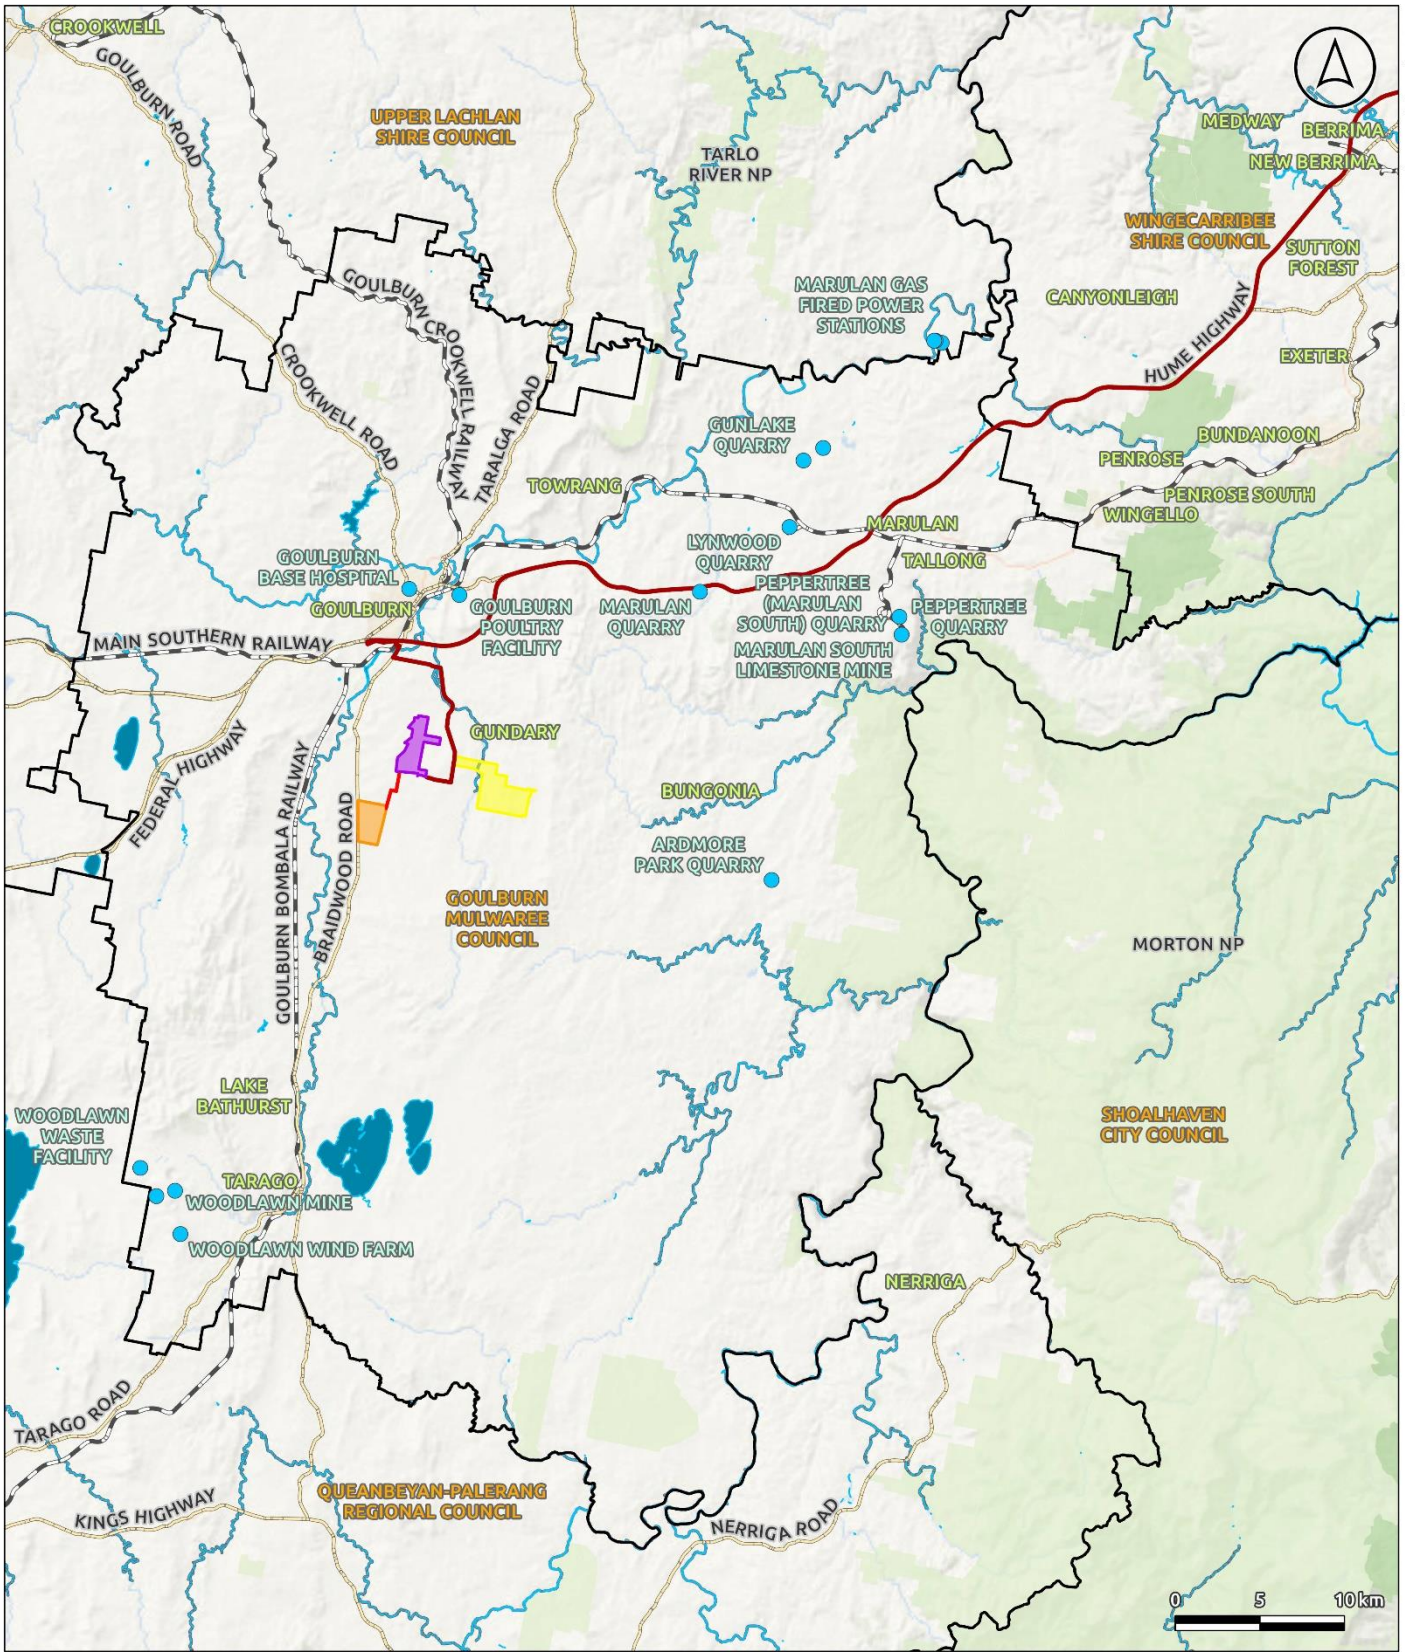 CROOKWELL
GOULBURN ROAD
UPPER LACHLAN
SHIRE COUNCIL
TARLO
RIVER NP
MEDWAY
BERRIMA
NEW BERRIMA
WINGECARRIBEE
SHIRE COUNCIL
SUTTON
FOREST
GOULBURN CROOKWELL RAILWAY
MARULAN GAS
FIRED POWER
STATIONS
CANYONLEIGH
HUME HIGHWAY
EXETER
CROOKWELL ROAD
TARALGA ROAD
GUNLAKE
QUARRY
BUNDANOON
PENROSE
TOWRANG
PENROSE SOUTH
WINGELLO
MARULAN
LYNWOOD
QUARRY
TALLONG
GOULBURN
BASE HOSPITAL
GOULBURN
GOULBURN
POULTRY
FACILITY
MARULAN
QUARRY
PEPPERTREE
(MARULAN
SOUTH) QUARRY
PEPPERTREE
QUARRY
MARULAN SOUTH
LIMESTONE MINE
MAIN SOUTHERN RAILWAY
GUNDARY
FEDERAL HIGHWAY
GOULBURN BOMBALA RAILWAY
BRAIDWOOD ROAD
BUNGONIA
ARDMORE
PARK QUARRY
GOULBURN
MULWAREE
COUNCIL
MORTON NP
LAKE
BATHURST
WOODLAWN
WASTE
FACILITY
SHOALHAVEN
CITY COUNCIL
TARAGO
WOODLAWN MINE
WOODLAWN WIND FARM
NERRIGA
TARAGO ROAD
KINGS HIGHWAY
QUEANBEYAN-PALERANG
REGIONAL COUNCIL
NERRIGA ROAD
0 5 10 km